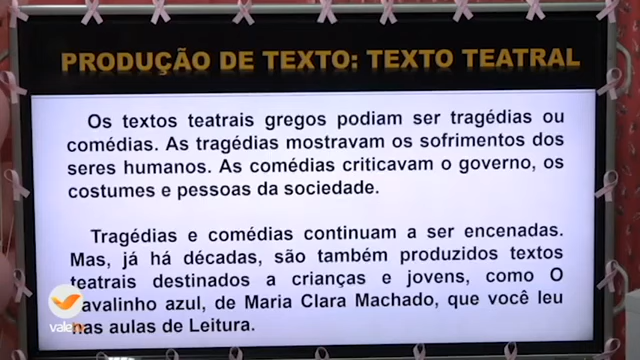 PRODUÇÃO DE TEXTO: TEXTO TEATRAL
Os textos teatrais gregos podiam ser tragédias ou
comédias. As tragédias mostravam os sofrimentos dos
seres humanos. As comédias criticavam o governo, os
costumes e pessoas da sociedade.
Tragédias e comédias continuam a ser encenadas.
Mas, já há décadas, são também produzidos textos
teatrais destinados a crianças e jovens, como O
Cavalinho azul, de Maria Clara Machado, que você leu
nas aulas de Leitura.
vale